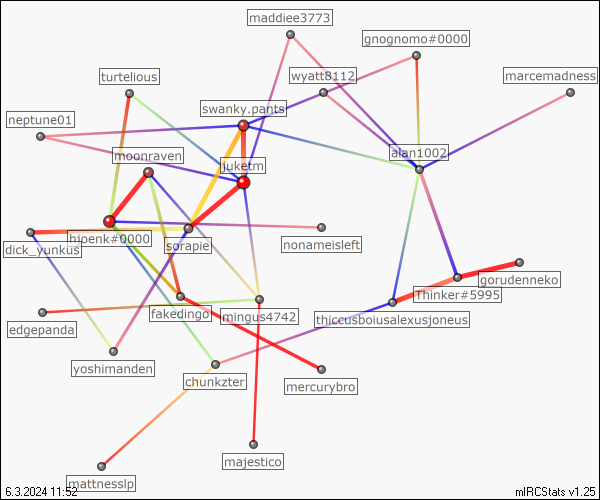 maddiee3773
gnognomo#0000
turtelious
wyatt8112
marcemadness
swanky.pants
neptune01
moonraven
juketm
alan1002
hipenk#0000
sorapie
dick_yunkus
nonameisleft
gorudenneko
Thinker#5995
fakedingo
mingus4742
thiccusboiusalexusjoneus
edgepanda
yoshimanden
chunkzter
mercurybro
majestico
mattnesslp
6.3.2024 11:52
mIRCStats v1.25